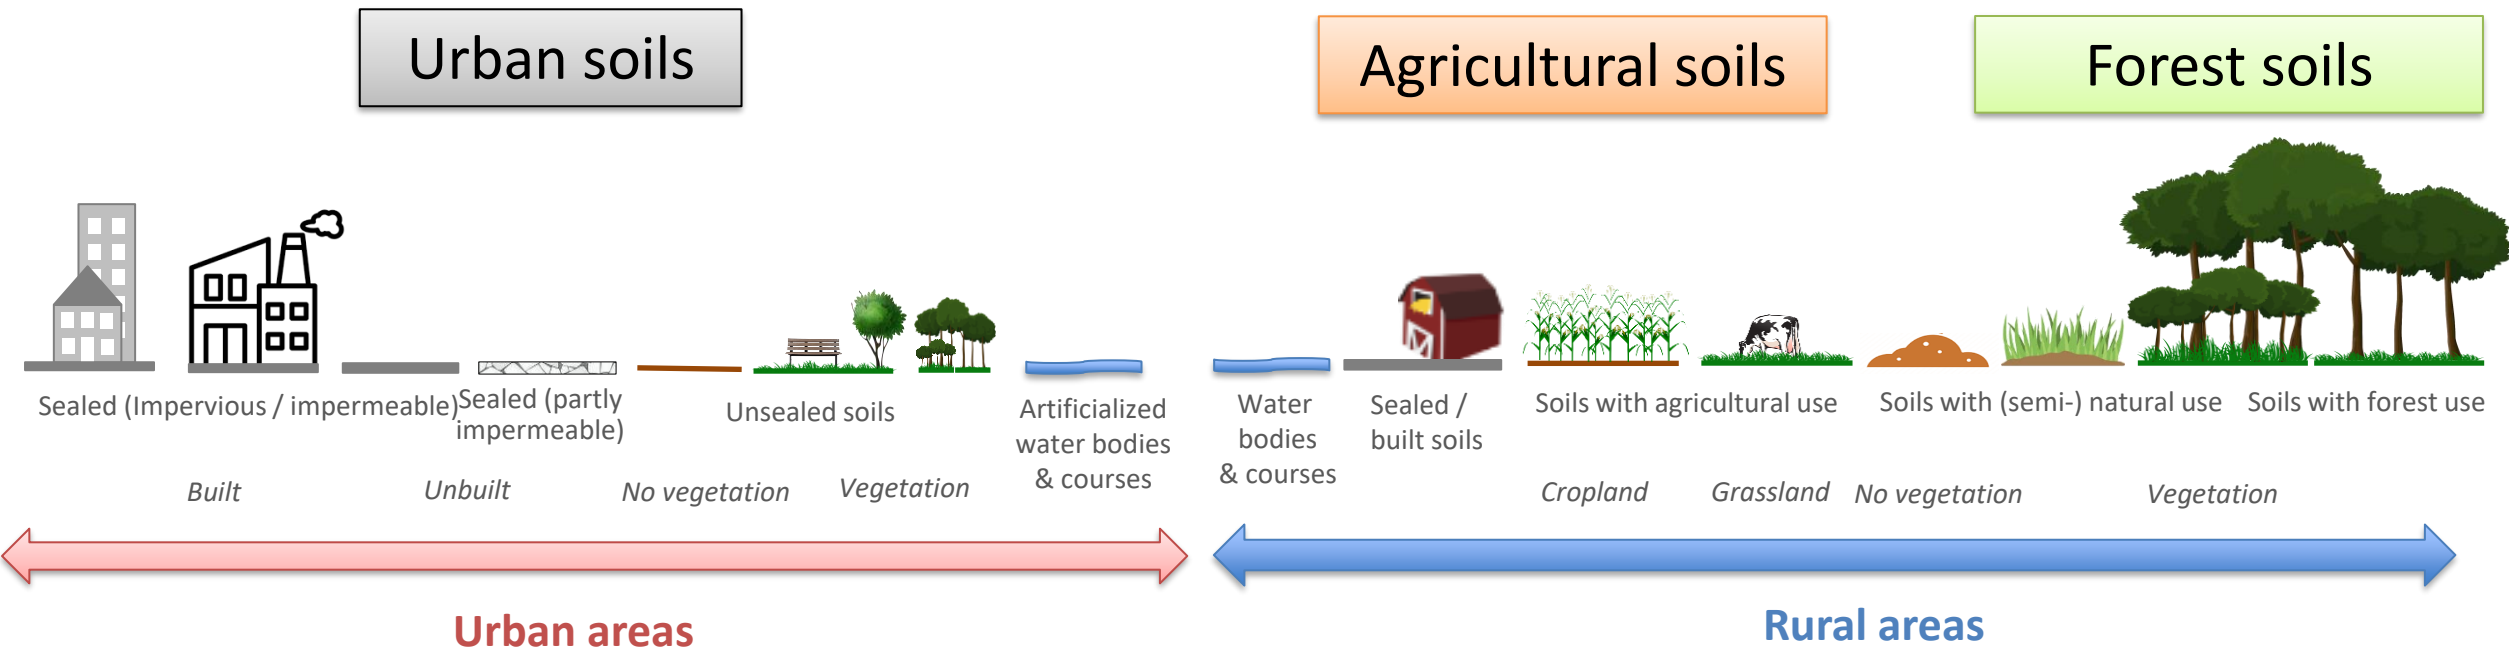 Urban soils
Agricultural soils
Forest soils
Sealed (Impervious / impermeable)
Sealed (partly
impermeable)
Unsealed soils
Artificialized
water bodies
& courses
Water
bodies
& courses
Sealed /
built soils
Soils with agricultural use
Soils with (semi-) natural use
Soils with forest use
Built
Unbuilt
No vegetation
Vegetation
Cropland
Grassland
No vegetation
Vegetation
Urban areas
Rural areas